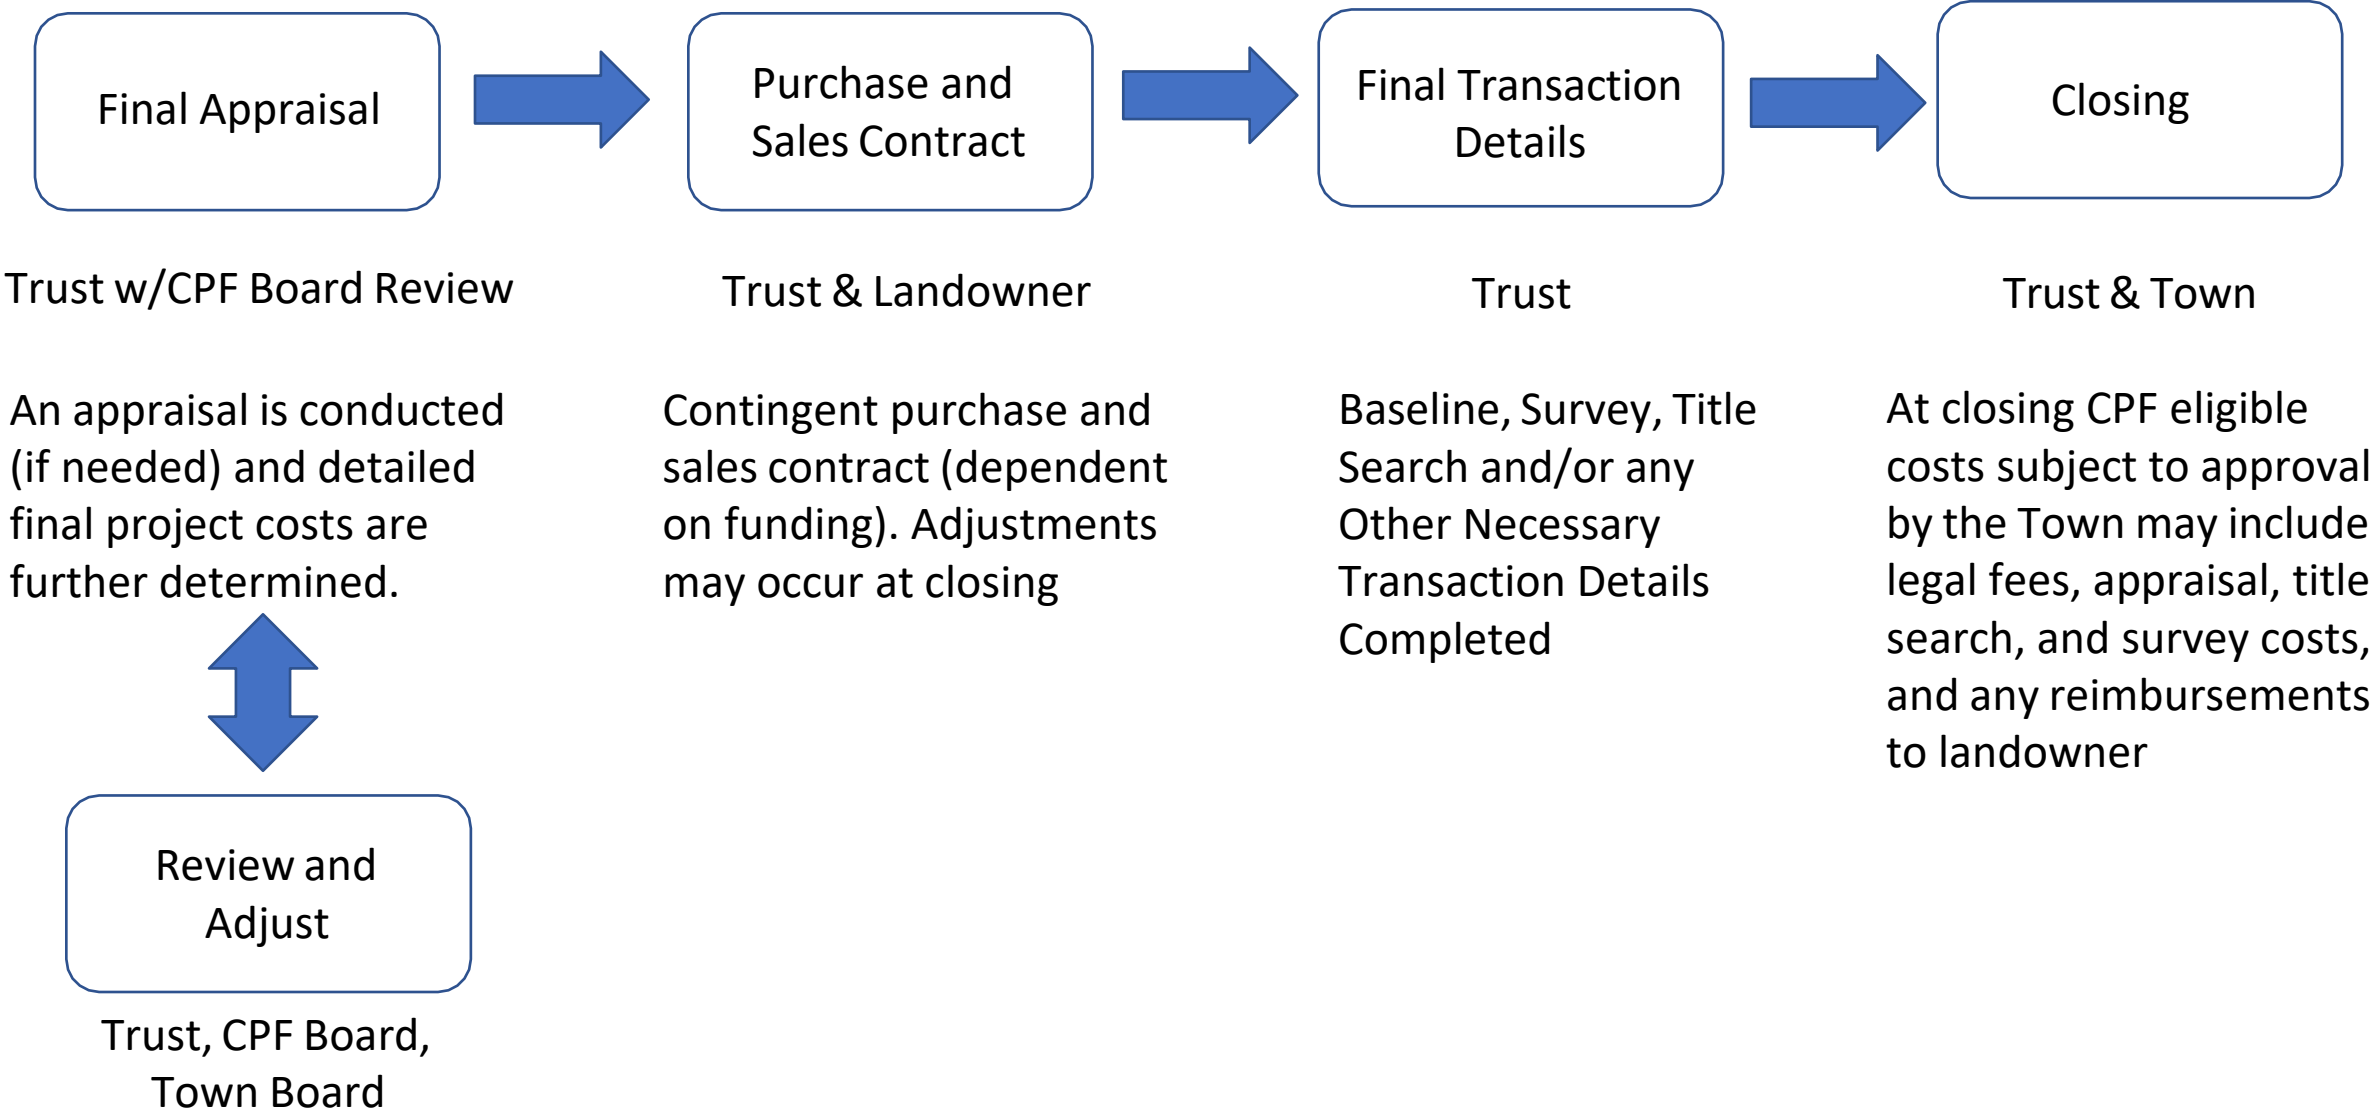 Final Appraisal
Purchase and
Sales Contract
Final Transaction
Details
Closing
Trust w/CPF Board Review
Trust & Landowner
Trust
Trust & Town
An appraisal is conducted
(if needed) and detailed
final project costs are
further determined.
Contingent purchase and
sales contract (dependent
on funding). Adjustments
may occur at closing
Baseline, Survey, Title
Search and/or any
Other Necessary
Transaction Details
Completed
At closing CPF eligible
costs subject to approval
by the Town may include
legal fees, appraisal, title
search, and survey costs,
and any reimbursements
to landowner
Review and
Adjust
Trust, CPF Board,
Town Board